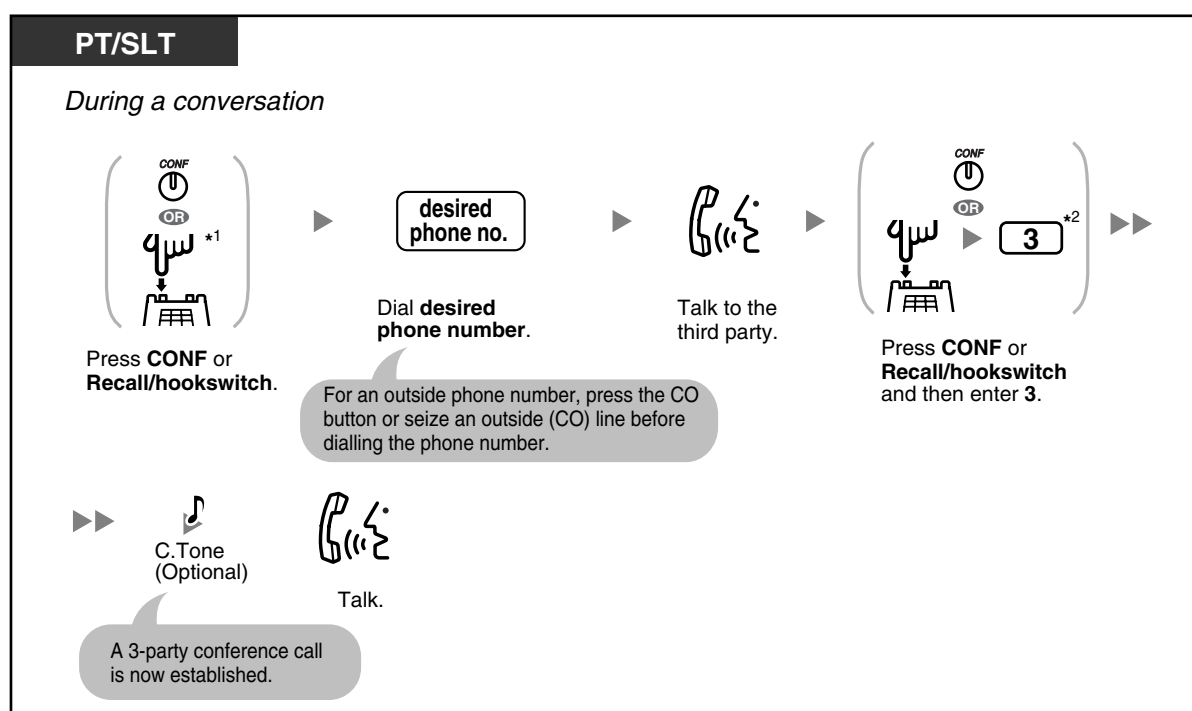 PT/SLT
During a conversation
CONF
OR
*1
desired
phone no.
CONF
OR
3
*2
Press CONF or
Recall/hookswitch.
Dial desired
phone number.
Talk to the
third party.
Press CONF or
Recall/hookswitch
and then enter 3.
For an outside phone number, press the CO
button or seize an outside (CO) line before
dialling the phone number.
C.Tone
(Optional)
Talk.
A 3-party conference call
is now established.